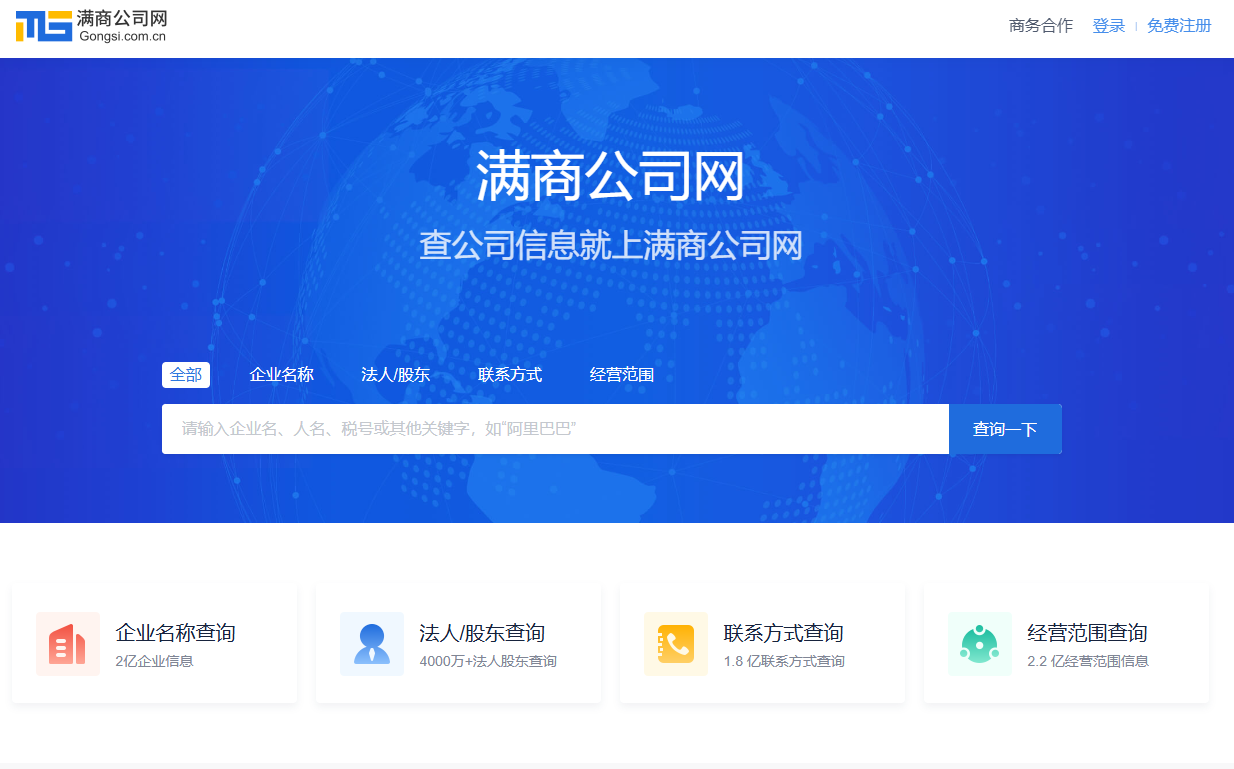 满商公司网
Gongsi.com.cn
商务合作 登录 | 免费注册
满商公司网
查公司信息就上满商公司网
全部 企业名称 法人/股东 联系方式 经营范围
请输入企业名、人名、税号或其他关键字，如“阿里巴巴” 查询一下
企业名称查询
2亿企业信息
法人/股东查询
4000万+法人股东查询
联系方式查询
1.8 亿联系方式查询
经营范围查询
2.2 亿经营范围信息